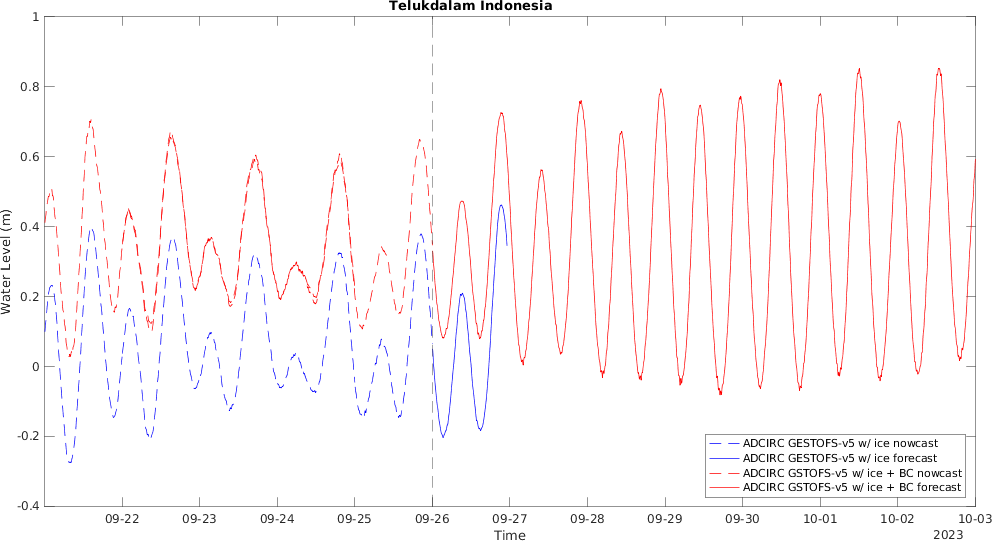 Telukdalam Indonesia
Water Level (m)
1
0.8
0.6
0.4
0.2
0
-0.2
-0.4
ADCIRC GESTOFS-v5 w/ ice nowcast
ADCIRC GESTOFS-v5 w/ ice forecast
ADCIRC GSTOFS-v5 w/ ice + BC nowcast
ADCIRC GSTOFS-v5 w/ ice + BC forecast
09-22 09-23 09-24 09-25 09-26 09-27 09-28 09-29 09-30 10-01 10-02 10-03
Time
2023